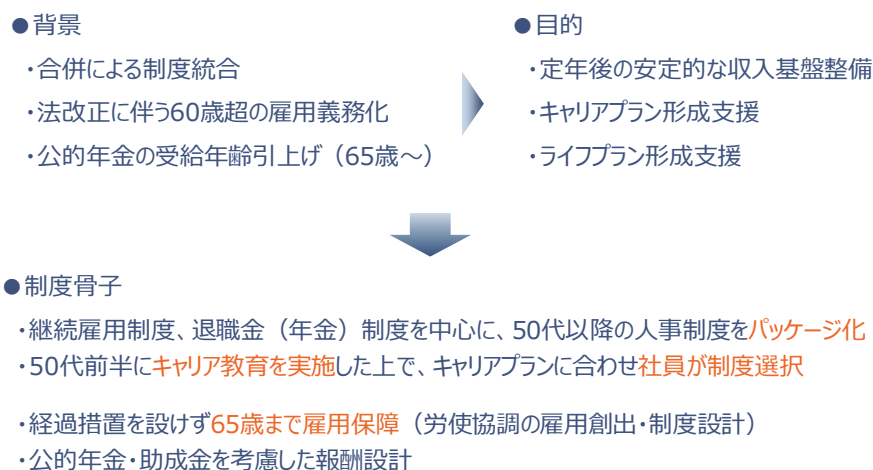 ●背景
・合併による制度統合
・法改正に伴う60歳超の雇用義務化
・公的年金の受給年齢引上げ（65歳～）
●目的
・定年後の安定的な収入基盤整備
・キャリアプラン形成支援
・ライフプラン形成支援
●制度骨子
・継続雇用制度、退職金（年金）制度を中心に、50代以降の人事制度をパッケージ化
・50代前半にキャリア教育を実施した上で、キャリアプランに合わせ社員が制度選択
・経過措置を設けず65歳まで雇用保障（労使協調の雇用創出・制度設計）
・公的年金・助成金を考慮した報酬設計